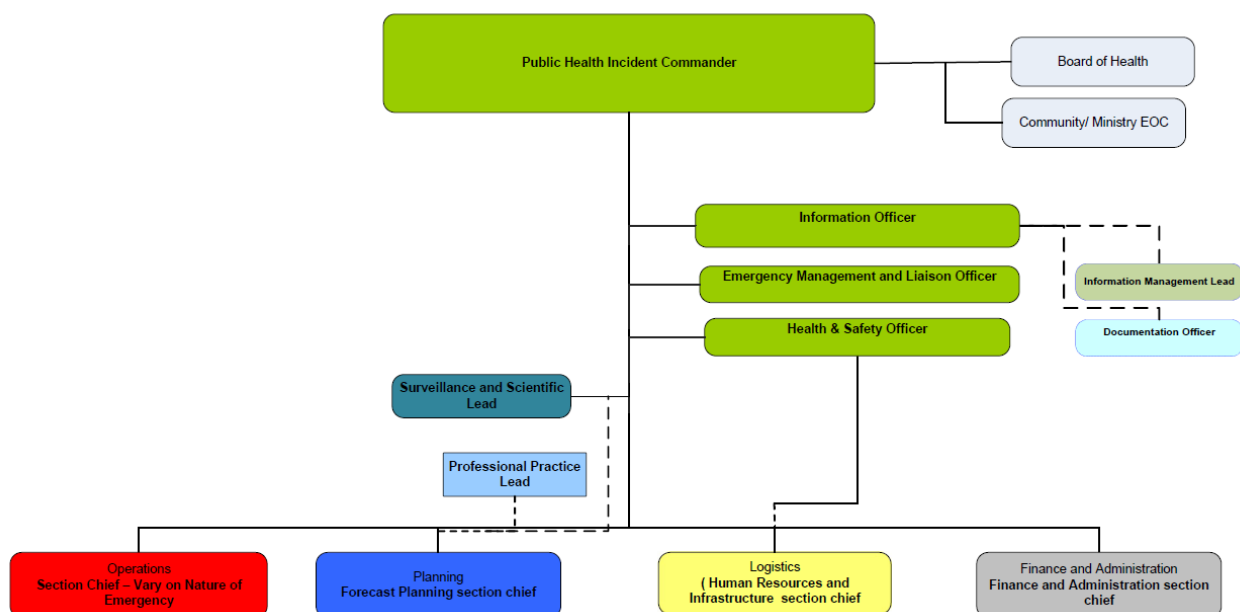 Public Health Incident Commander
Board of Health
Community/ Ministry EOC
Information Officer
Emergency Management and Liaison Officer
Information Management Lead
Health & Safety Officer
Documentation Officer
Surveillance and Scientific
Lead
Professional Practice
Lead
Operations
Section Chief – Vary on Nature of
Emergency
Planning
Forecast Planning section chief
Logistics
( Human Resources and
Infrastructure section chief
Finance and Administration
Finance and Administration section
chief